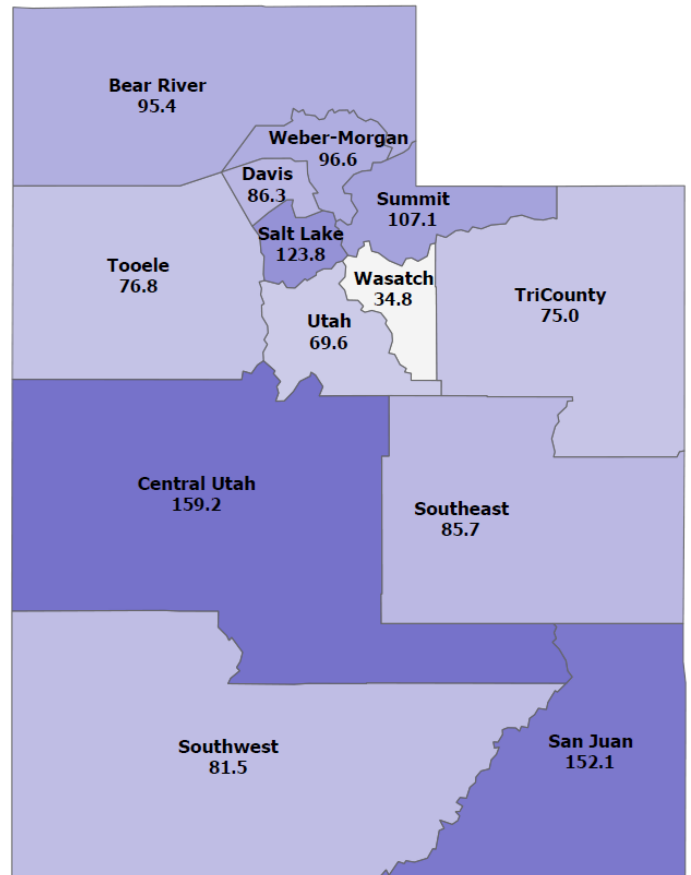 Bear River
95.4
Weber-Morgan
96.6
Davis
86.3
Summit
107.1
Salt Lake
123.8
Tooele
76.8
Wasatch
34.8
TriCounty
75.0
Utah
69.6
Central Utah
159.2
Southeast
85.7
Southwest
81.5
San Juan
152.1